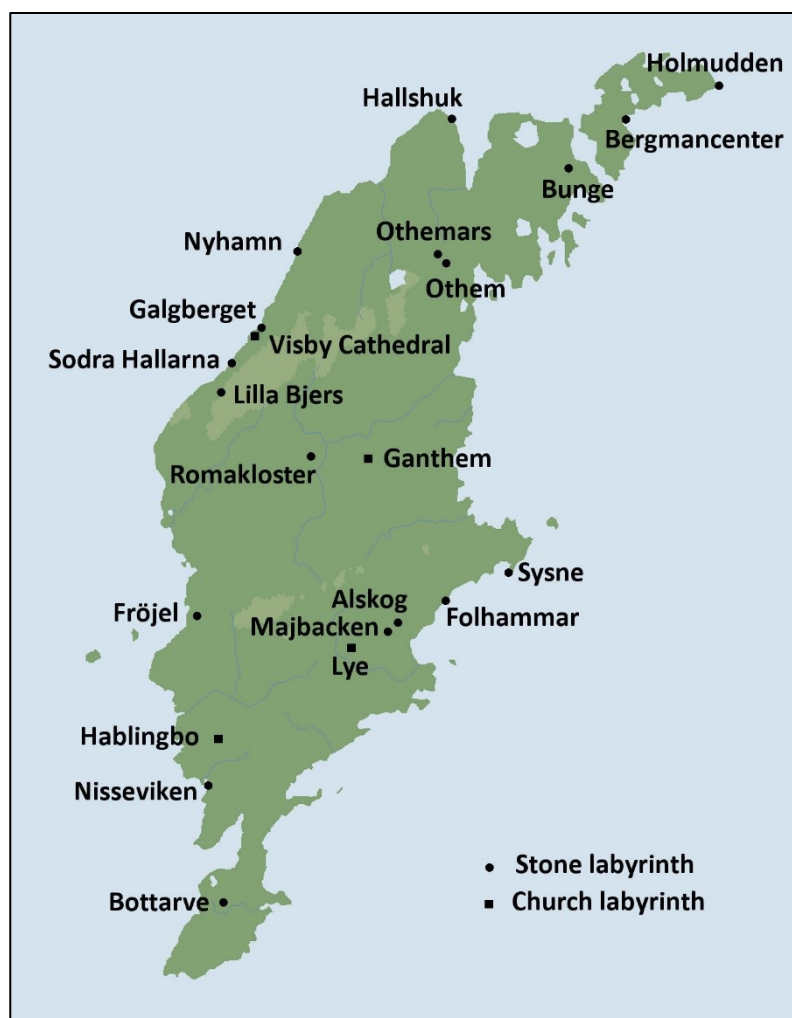 Holmudden
Hallshuk
Bergmancenter
Bunge
Othemars
Nyhamn
Othem
Galgberget
Visby Cathedral
Sodra Hallarna
Lilla Bjers
Romakloster
Ganthem
Sysne
Alskog
Fröjel
Folhammar
Majbacken
Lye
Hablingbo
Nisseviken
Stone labyrinth
Church labyrinth
Bottarve